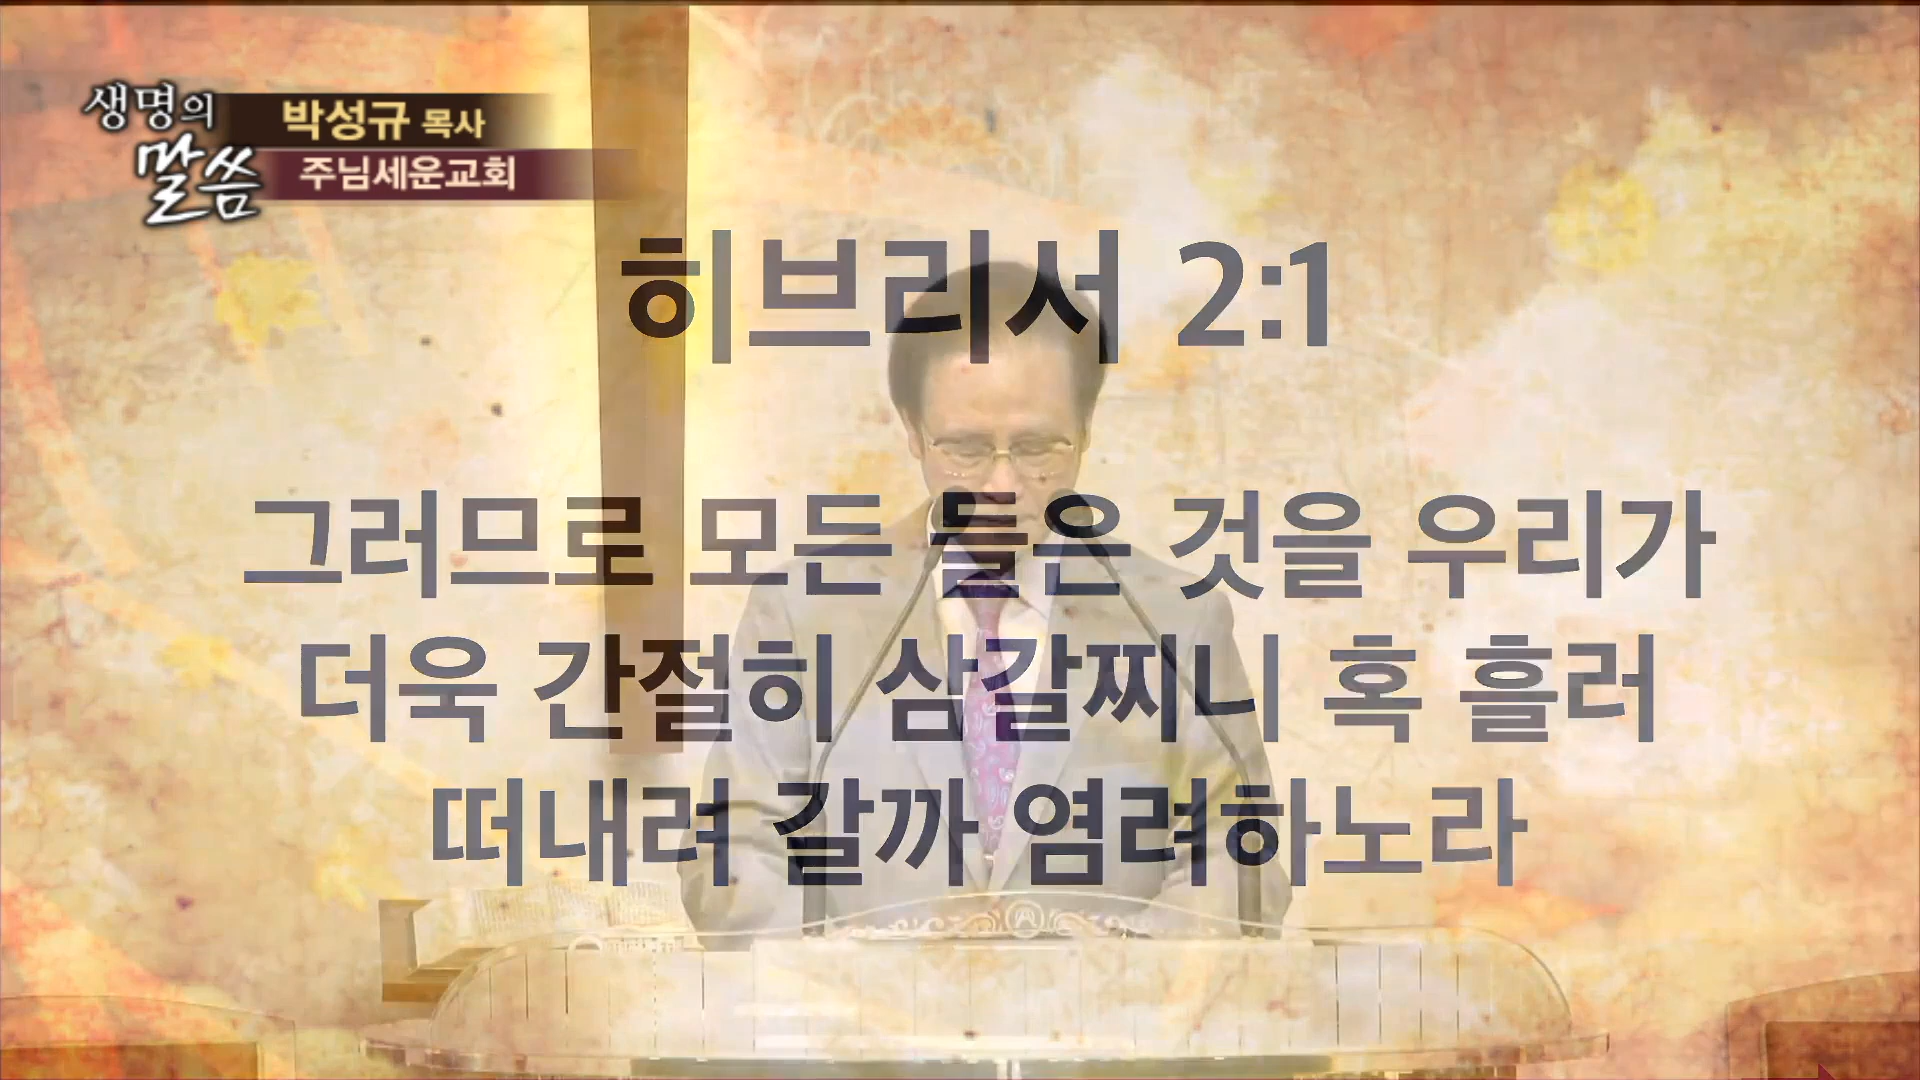 생명의
말씀
박성규 목사
주님세운교회
히브리서 2:1
그러므로 모든 들은 것을 우리가
더욱 간절히 삼갈찌니 혹 흘러
떠내려 갈까 염려하노라